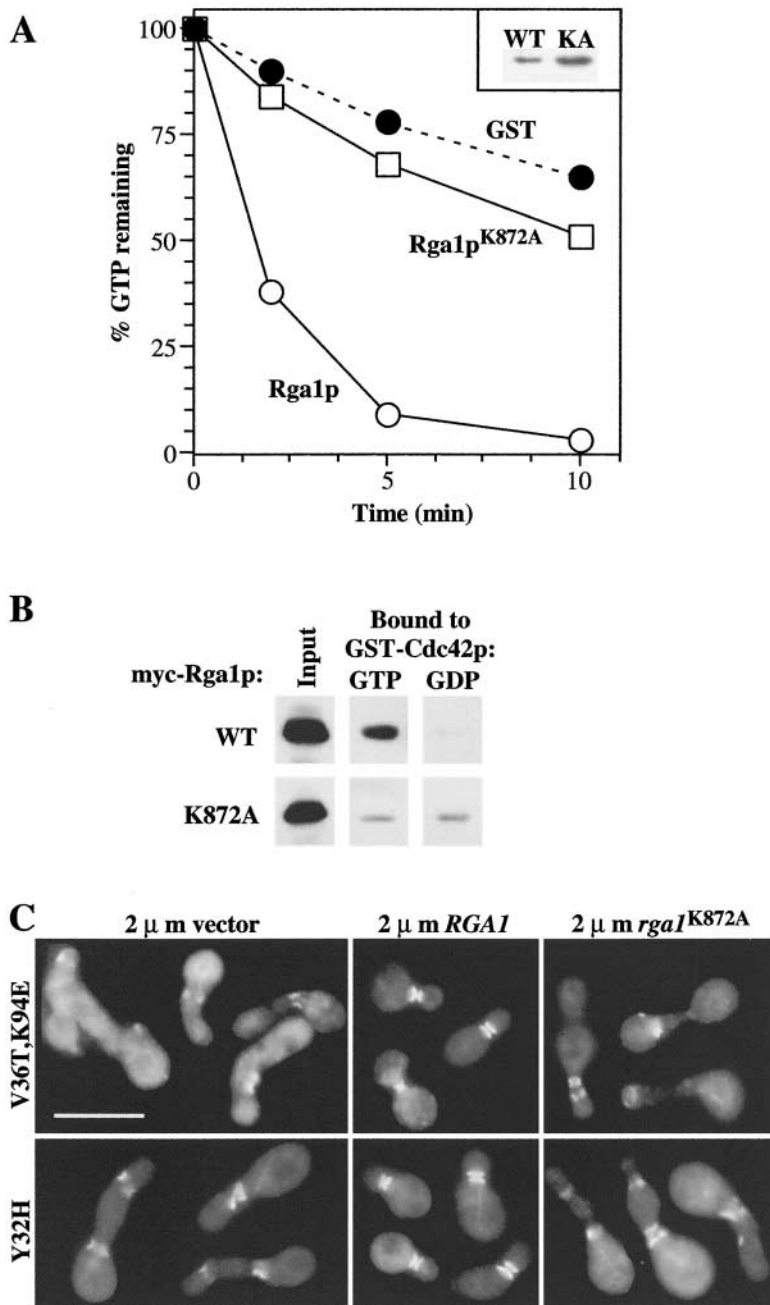 A
100
75
50
25
0
% GTP remaining
WT KA
GST
Rga1p^K872A
Rga1p
0 5 10
Time (min)
B
Bound to
GST-Cdc42p:
myc-Rga1p: Input GTP GDP
WT
K872A
C
2 μ m vector 2 μ m RGA1 2 μ m rga1^K872A
V36T,K94E
Y32H